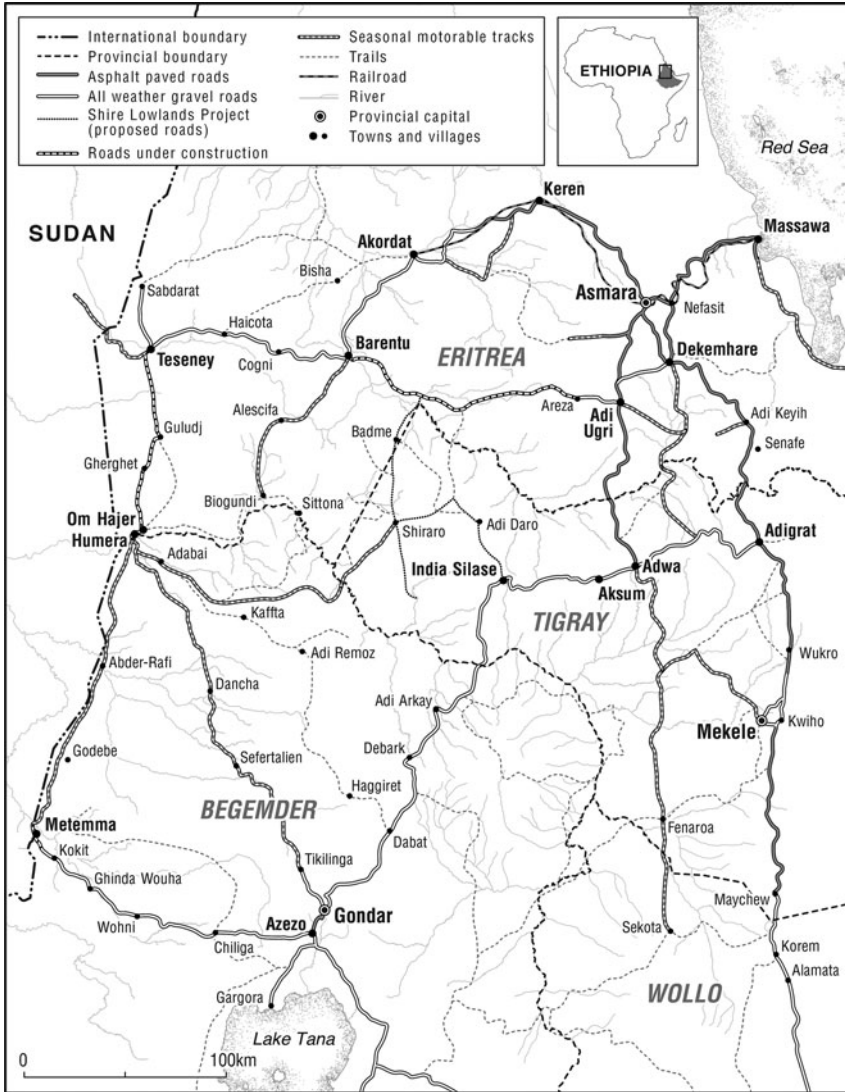 International boundary
Provincial boundary
Asphalt paved roads
All weather gravel roads
Shire Lowlands Project
(proposed roads)
Roads under construction
Seasonal motorable tracks
Trails
Railroad
River
Provincial capital
Towns and villages
ETHIOPIA
Red Sea
Keren
SUDAN
Massawa
Akordat
Bisha
Sabdarat
Asmara
Nefasit
Haicota
Teseney
Cogni
Barentu
ERITREA
Dekemhare
Alescifa
Areza
Adi
Ugri
Adi Keyih
Guludj
Badme
Senafe
Gherghet
Biogundi
Sittona
Om Hajer
Humera
Shiraro
Adi Daro
Adigrat
Adabai
India Silase
Adwa
Aksum
Kaffta
TIGRAY
Adi Remoz
Wukro
Abder-Rafi
Dancha
Adi Arkay
Mekele
Kwiho
Godebe
Sefertalien
Debark
Haggiret
BEGEMDER
Metemma
Fenaroa
Dabat
Kokit
Tikilinga
Ghinda Wouha
Maychew
Gondar
Wohni
Azezo
Sekota
Chiliga
Korem
Alamata
Gargora
WOLLO
Lake Tana
0 100km